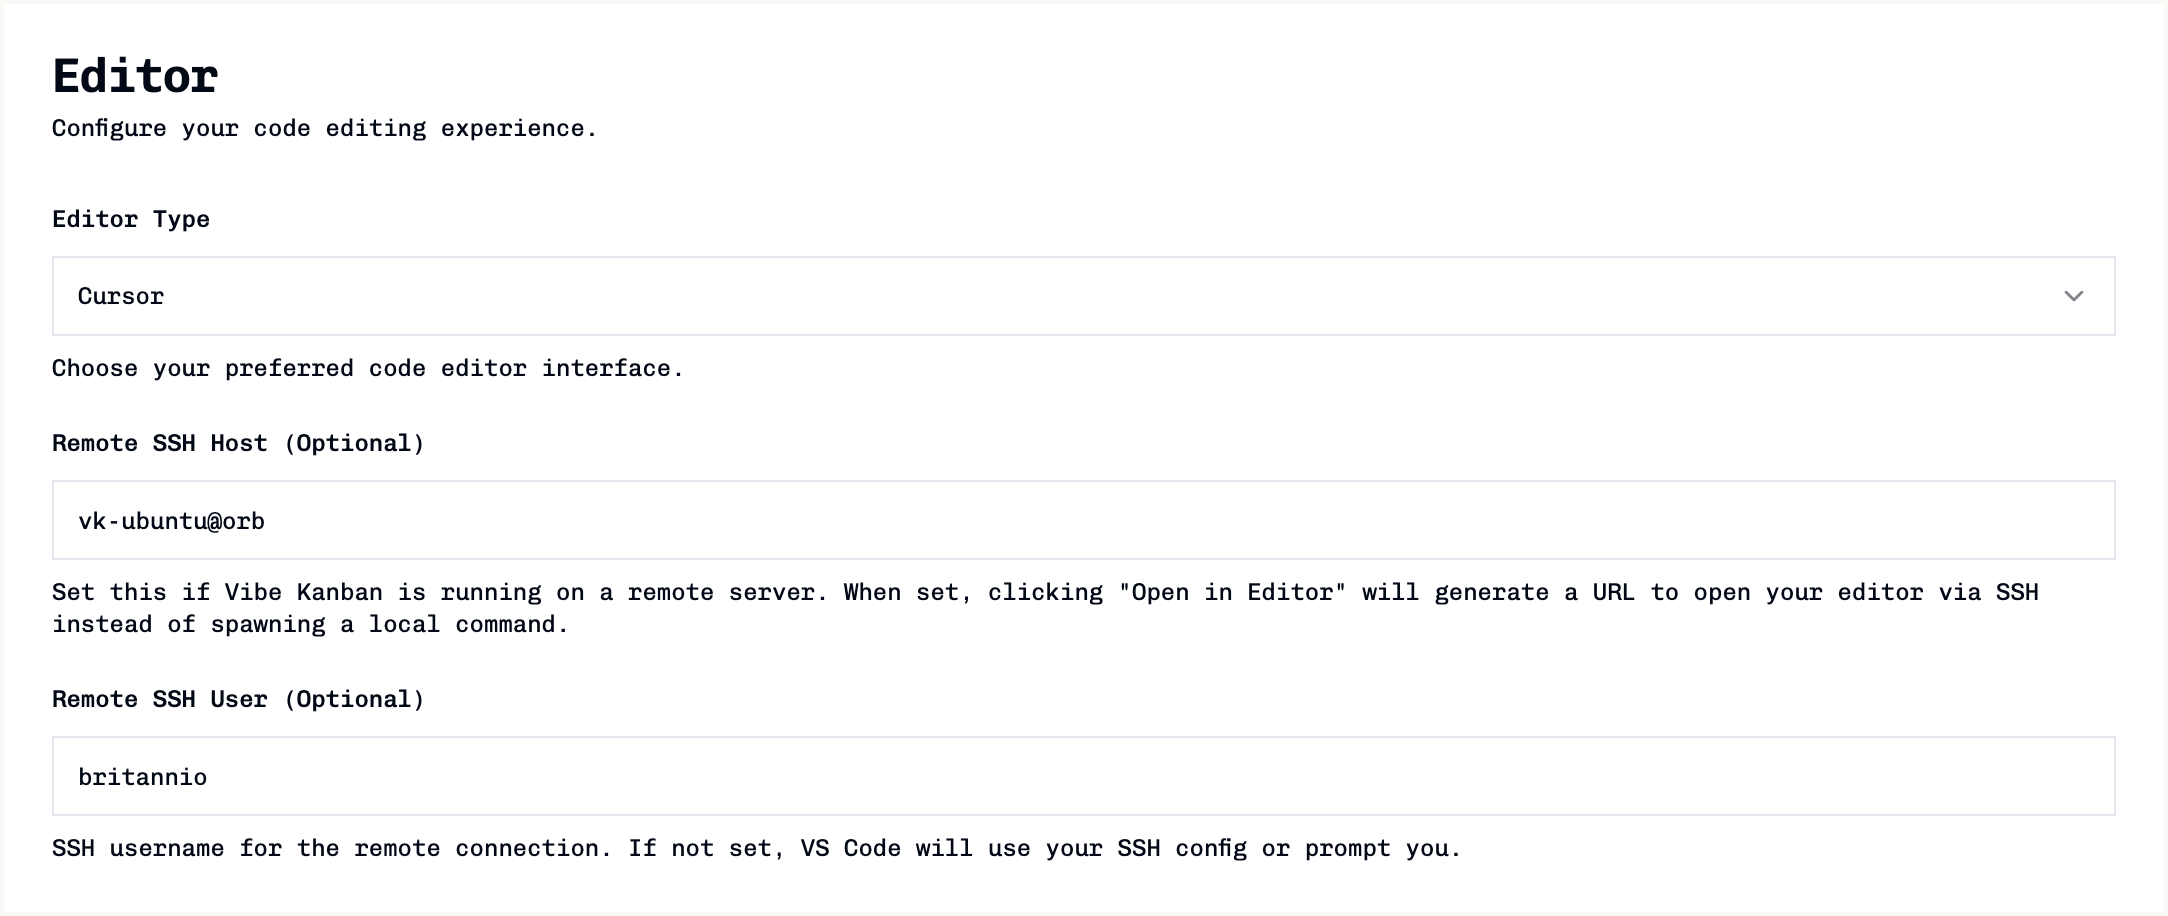 Editor
Configure your code editing experience.
Editor Type
Cursor
Choose your preferred code editor interface.
Remote SSH Host (Optional)
vk-ubuntu@orb
Set this if Vibe Kanban is running on a remote server. When set, clicking "Open in Editor" will generate a URL to open your editor via SSH
instead of spawning a local command.
Remote SSH User (Optional)
britannio
SSH username for the remote connection. If not set, VS Code will use your SSH config or prompt you.